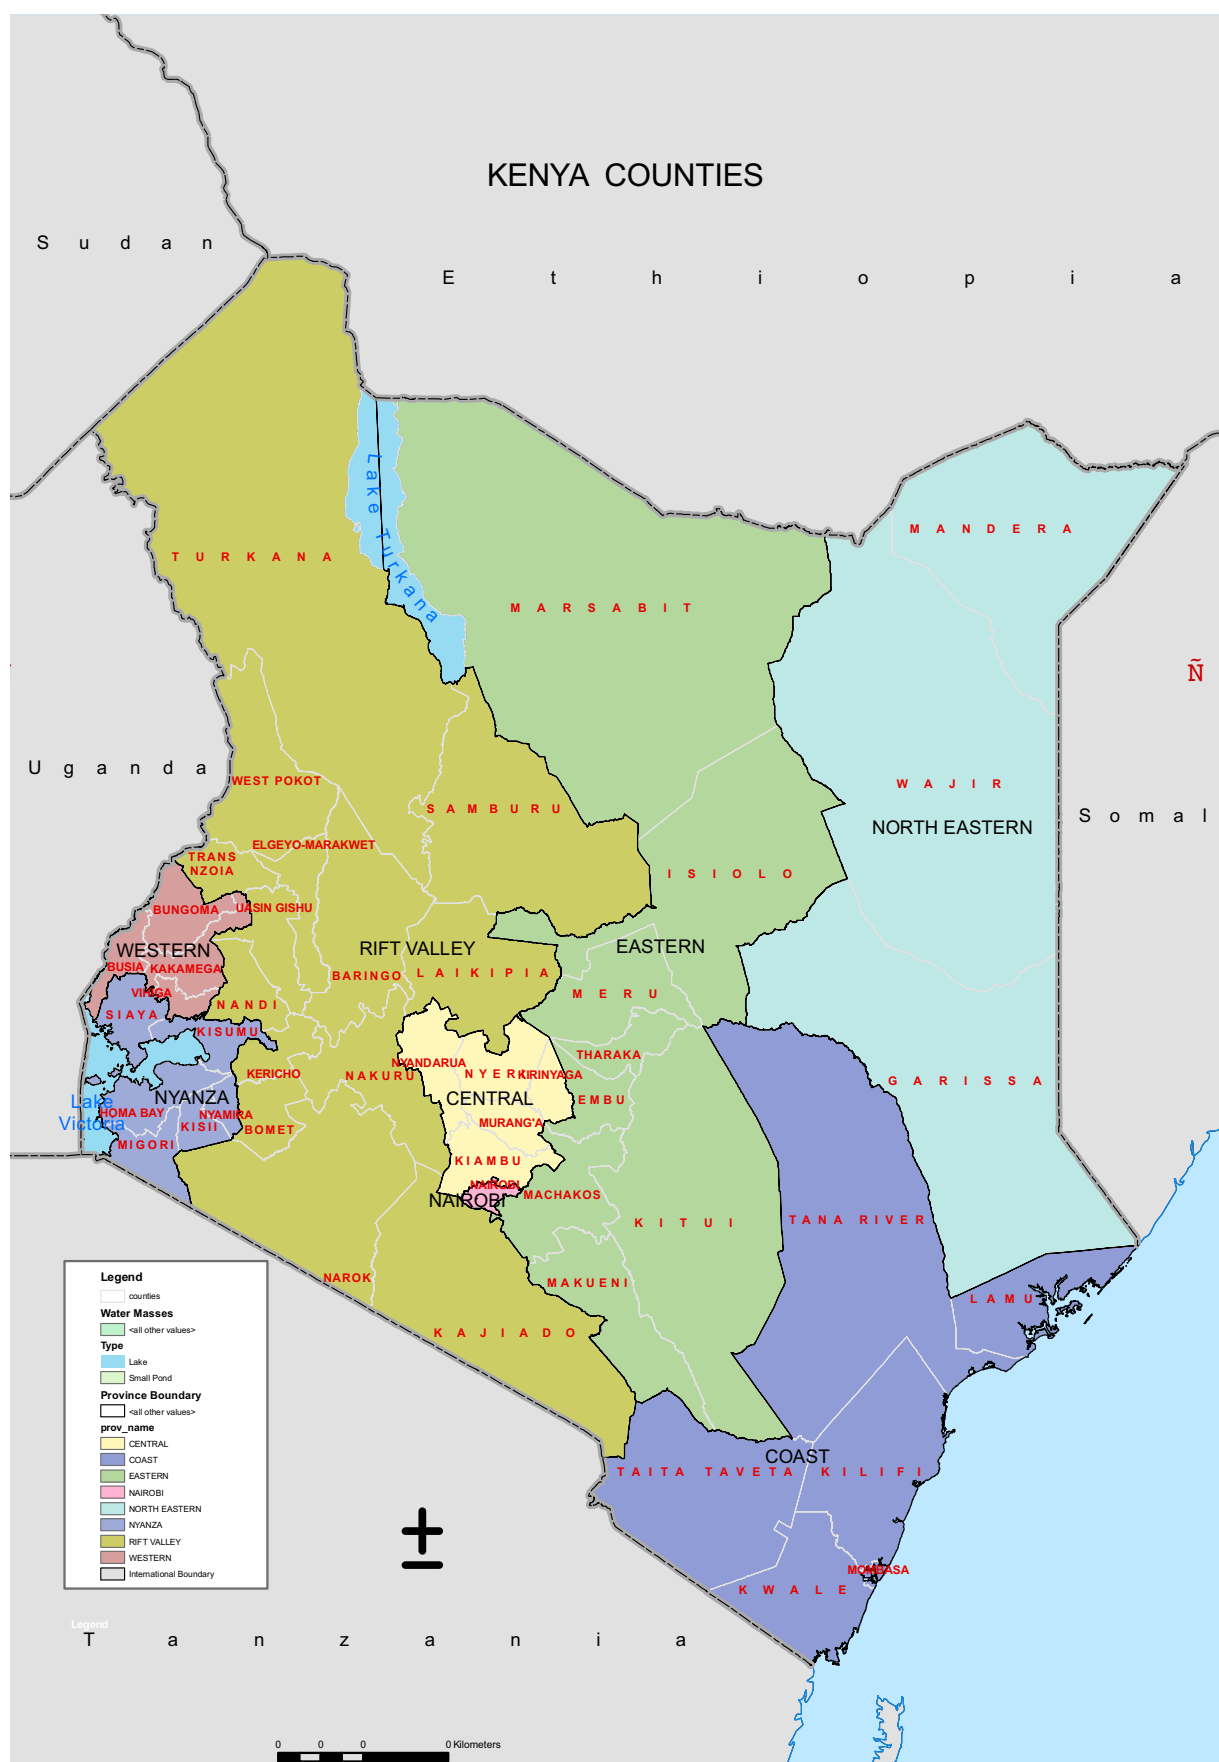 KENYA COUNTIES
Sudan
Ethiopia
Lake Turkana
MANDERA
TURKANA
MARSABIT
Ñ
Uganda
WEST POKOT
WAJIR
SAMBURU
Somal
NORTH EASTERN
ELGEYO-MARAKWET
TRANS
NZOIA
ISIOLO
BUNGOMA
UASIN GISHU
WESTERN
RIFT VALLEY
EASTERN
BUSIA
KAKAMEGA
BARINGO
LAIKIPIA
VIHIGA
MERU
SIAYA
NANDI
KISUMU
THARAKA
NYANDARUA
NYERI
KIRINYAGA
KERICHO
NAKURU
GARISSA
NYANZA
CENTRAL
EMBU
Lake
Victoria
HOMA BAY
NYAMIRA
KISII
BOMET
MURANG'A
MIGORI
KIAMBU
NAIROBI
MACHAKOS
NAIROBI
KITUI
TANA RIVER
NAROK
MAKUENI
LAMU
KAJIADO
COAST
TAITA TAVETA
KILIFI
MOMBASA
KWALE
Legend
counties
Water Masses
<all other values>
Type
Lake
Small Pond
Province Boundary
<all other values>
prov_name
CENTRAL
COAST
EASTERN
NAIROBI
NORTH EASTERN
NYANZA
RIFT VALLEY
WESTERN
International Boundary
±
Legend
Tanzania
0 0 0 0 Kilometers